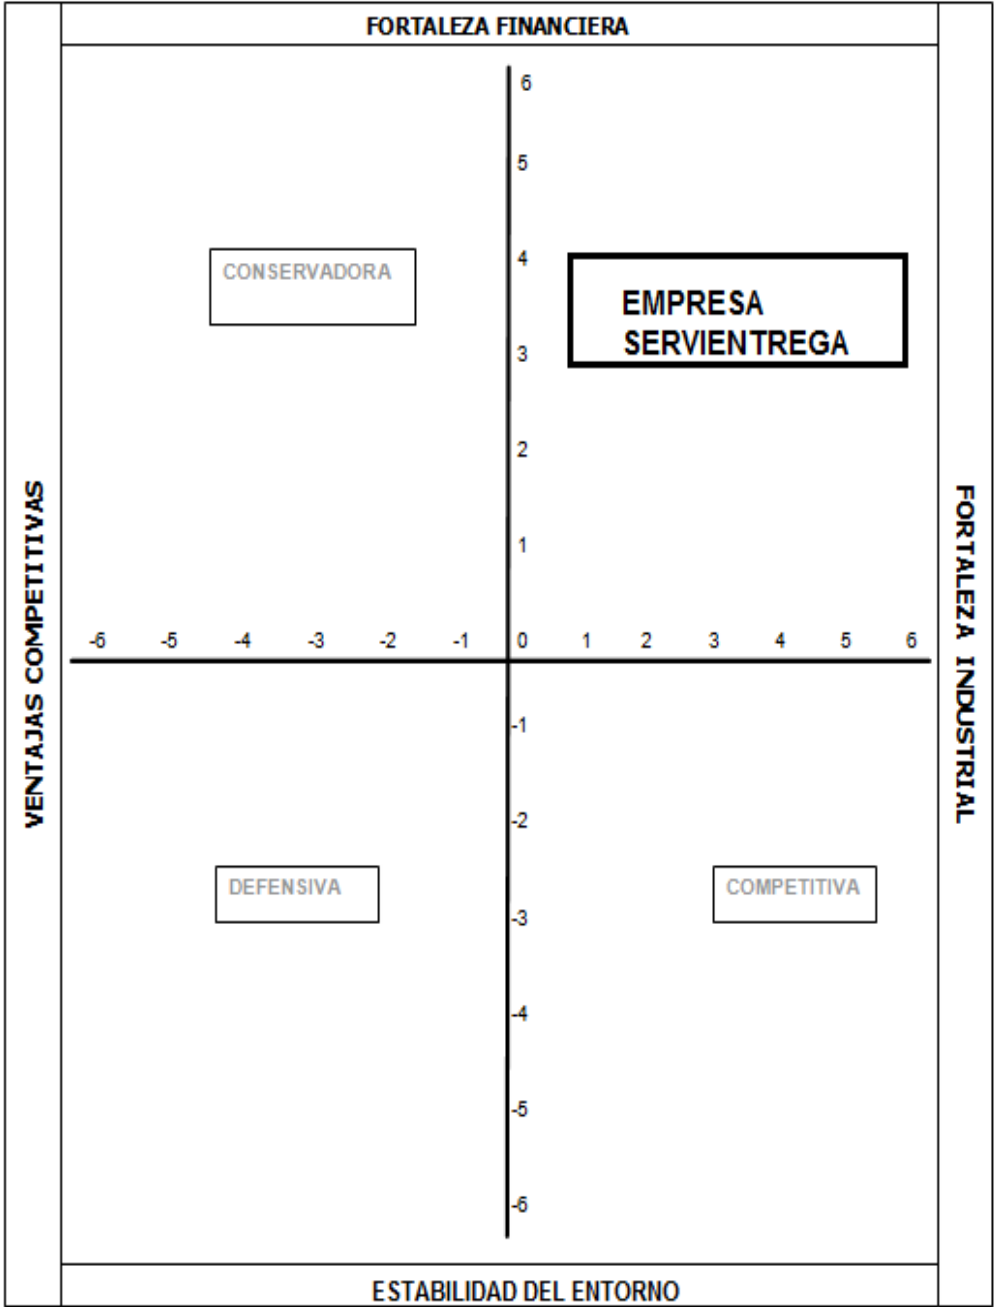 FORTALEZA FINANCIERA
6
5
CONSERVADORA
4
EMPRESA
SERVIENTREGA
3
2
1
VENTAJAS COMPETITIVAS
FORTALEZA INDUSTRIAL
-6 -5 -4 -3 -2 -1 0 1 2 3 4 5 6
-1
-2
DEFENSIVA
COMPETITIVA
-3
-4
-5
-6
ESTABILIDAD DEL ENTORNO